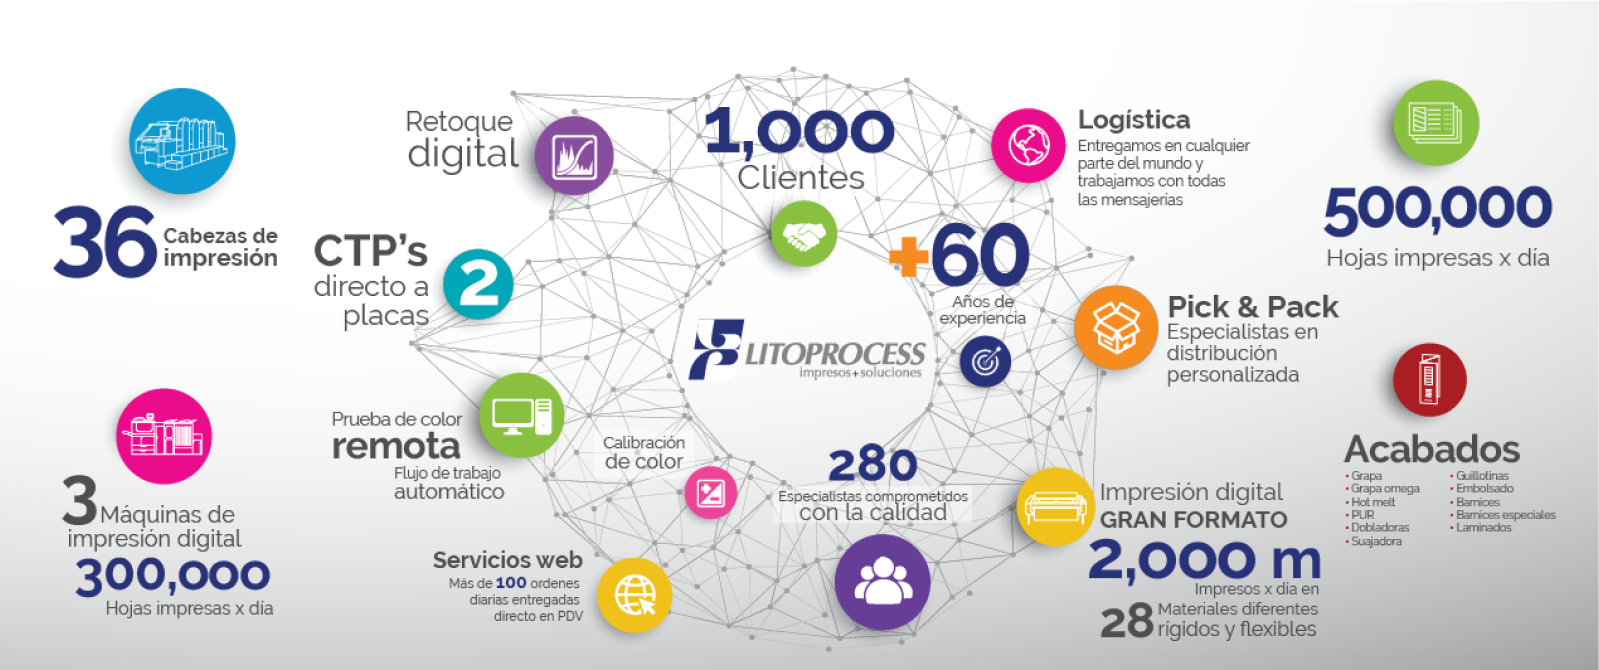 36
Cabezas de
impresión
3
Máquinas de
impresión digital
300,000
Hojas impresas x día
Retoque
digital
CTP's
directo a
placas
2
Prueba de color
remota
Flujo de trabajo
automático
Servicios web
Más de 100 ordenes
diarias entregadas
directo en PDV
Calibración
de color
1,000
Clientes
+60
Años de
experiencia
LITOPROCESS
impresos+soluciones
280
Especialistas comprometidos
con la calidad
Logística
Entregamos en cualquier
parte del mundo y
trabajamos con todas
las mensajerías
Pick & Pack
Especialistas en
distribución
personalizada
Impresión digital
GRAN FORMATO
2,000 m
Impresos x día en
28 Materiales diferentes
rígidos y flexibles
500,000
Hojas impresas x día
Acabados
• Grapa
• Grapa omega
• Hot melt
• PUR
• Dobladoras
• Suajadora
• Guillotinas
• Embolsado
• Barnices
• Barnices especiales
• Laminados